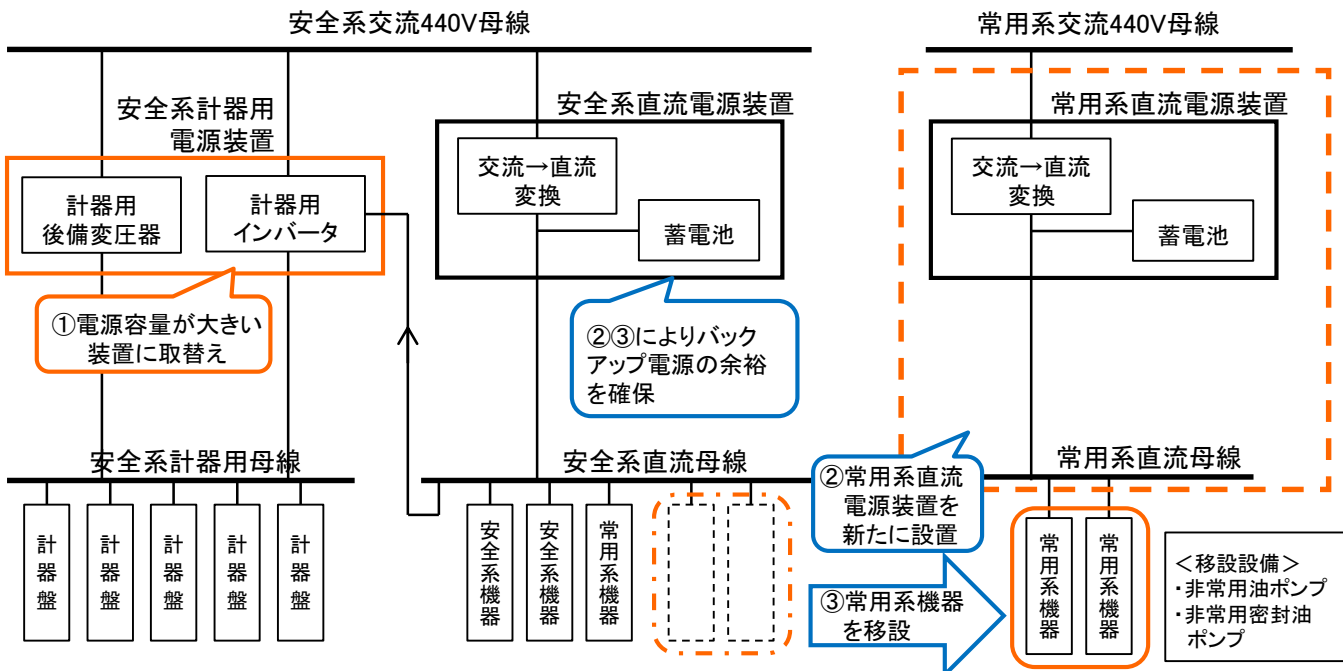 安全系交流440V母線
常用系交流440V母線
安全系計器用
電源装置
安全系直流電源装置
常用系直流電源装置
計器用
後備変圧器
計器用
インバータ
交流→直流
変換
蓄電池
交流→直流
変換
蓄電池
①電源容量が大きい
装置に取替え
②③によりバック
アップ電源の余裕
を確保
安全系計器用母線
安全系直流母線
常用系直流母線
②常用系直流
電源装置を
新たに設置
計器盤
計器盤
計器盤
計器盤
計器盤
安全系機器
安全系機器
常用系機器
③常用系機器
を移設
常用系機器
常用系機器
＜移設設備＞
・非常用油ポンプ
・非常用密封油
ポンプ